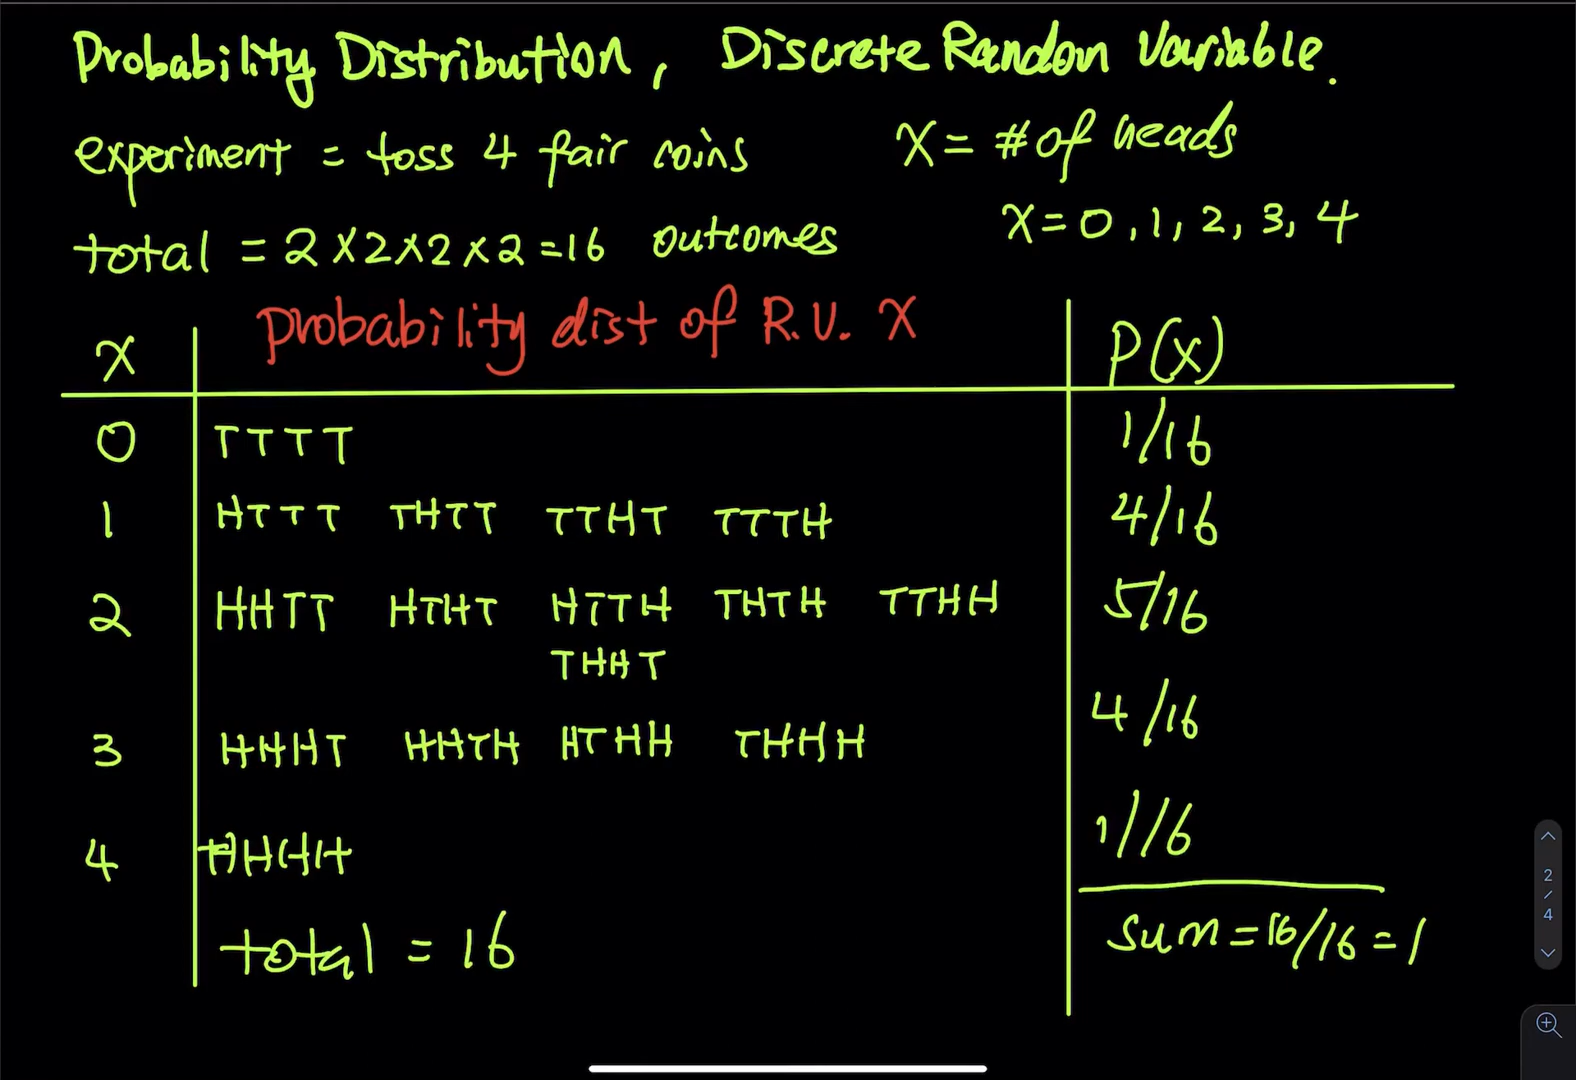 Probability Distribution, Discrete Random Variable.
experiment = toss 4 fair coins X = # of heads
total = 2 X 2 X 2 X 2 = 16 outcomes X = 0, 1, 2, 3, 4
probability dist of R.V. X
X P(x)
0 TTTT 1/16
1 HTTT THTT TTHT TTTH 4/16
2 HHTT HTHT HTTH THTH TTHH 5/16
THHT
3 HHHT HHTH HTHH THHH 4/16
4 HHHH 1/16
total = 16 sum = 16/16 = 1
2
/
4